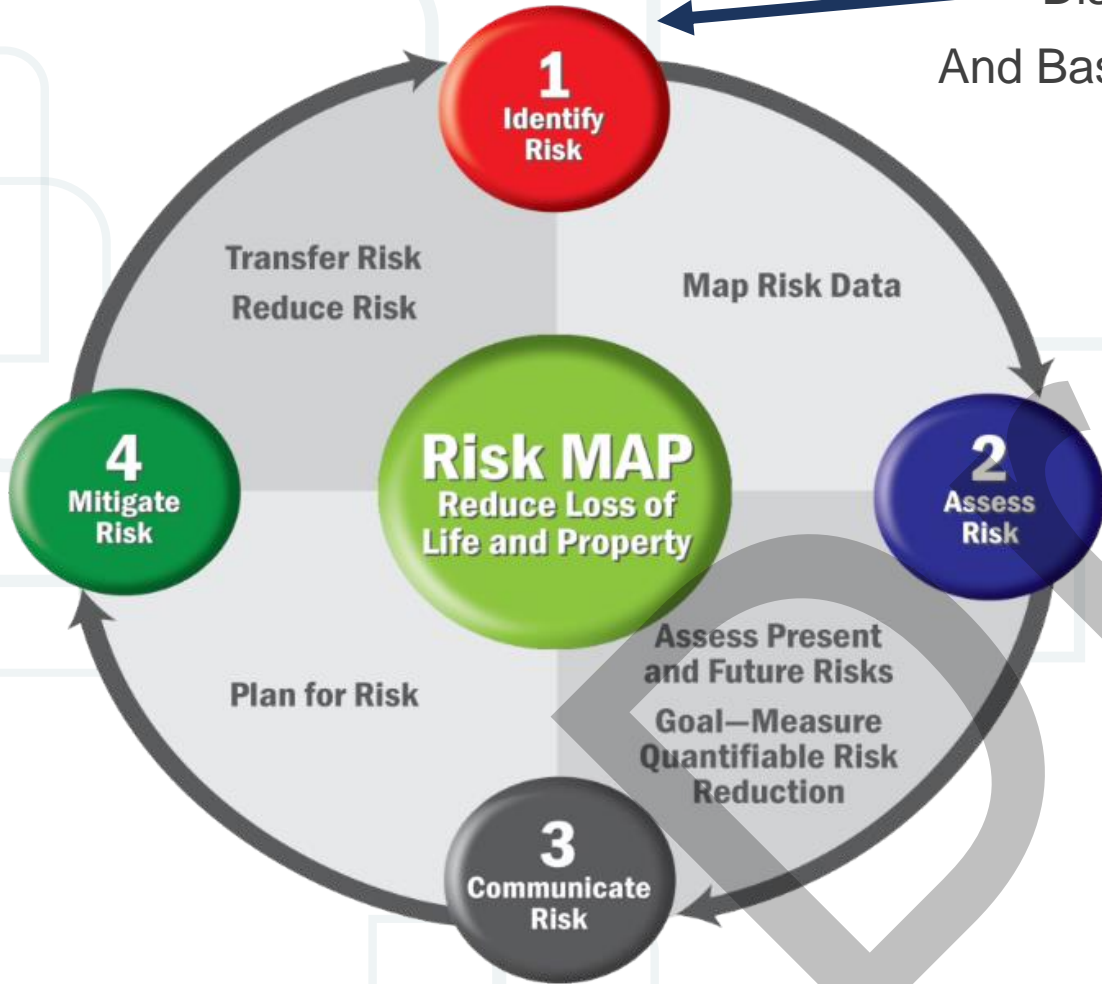 And
1
Identify
Risk
Transfer Risk
Reduce Risk
Map Risk Data
Risk MAP
Reduce Loss of
Life and Property
4
Mitigate
Risk
2
Assess
Risk
Assess Present
and Future Risks
Goal—Measure
Quantifiable Risk
Reduction
Plan for Risk
3
Communicate
Risk